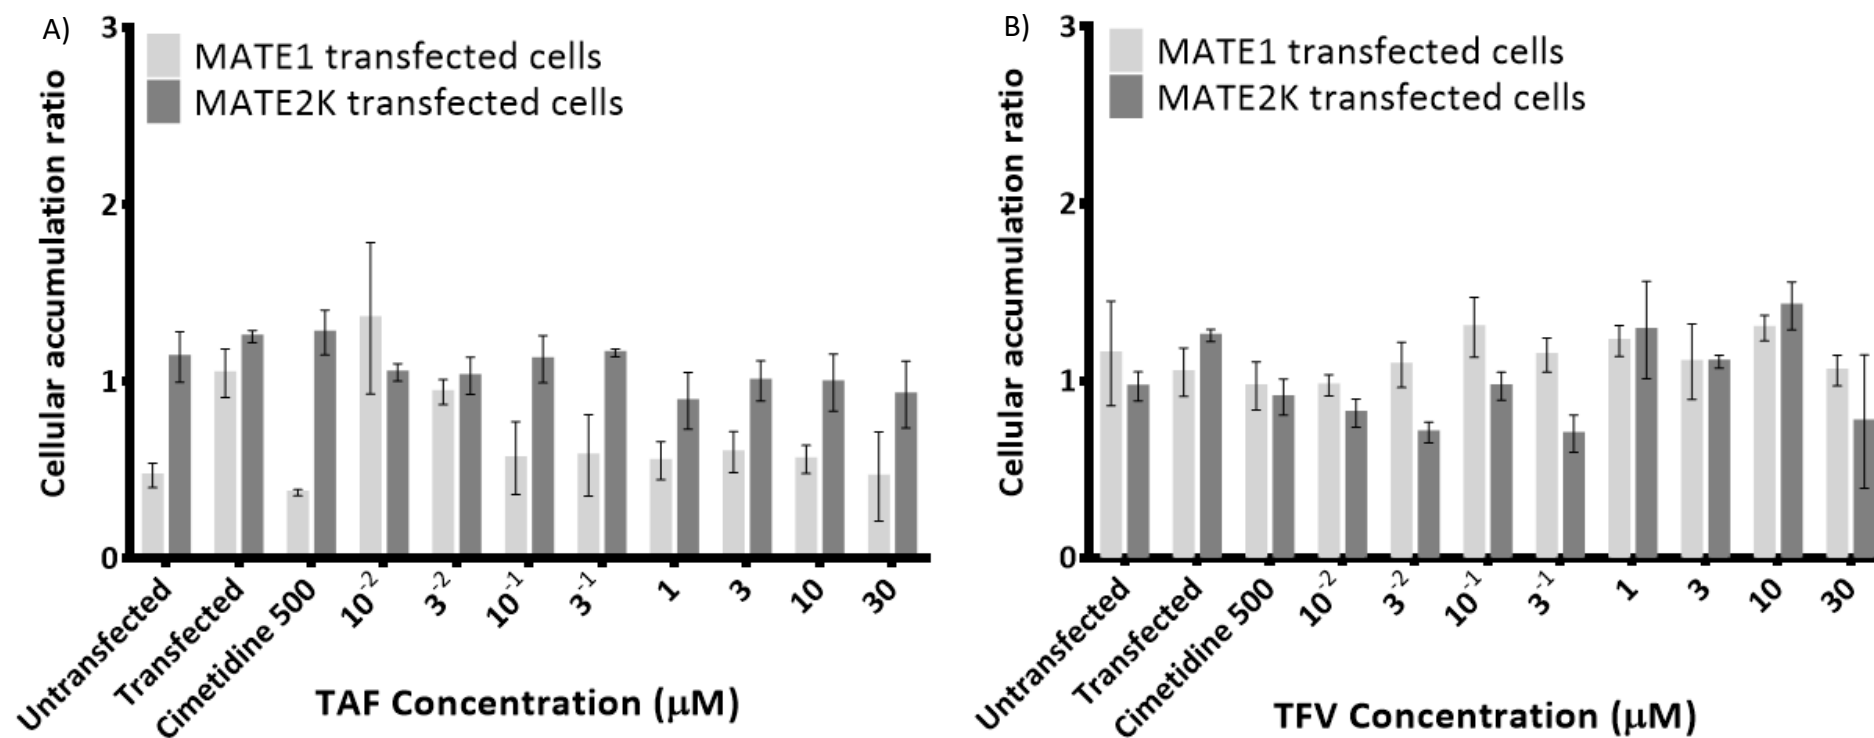 A)
3
2
1
0
Cellular accumulation ratio
MATE1 transfected cells
MATE2K transfected cells
Untransfected
Transfected
Cimetidine 500
10⁻²
3⁻²
10⁻¹
3⁻¹
1
3
10
30
TAF Concentration (μM)
B)
3
2
1
0
Cellular accumulation ratio
MATE1 transfected cells
MATE2K transfected cells
Untransfected
Transfected
Cimetidine 500
10⁻²
3⁻²
10⁻¹
3⁻¹
1
3
10
30
TFV Concentration (μM)